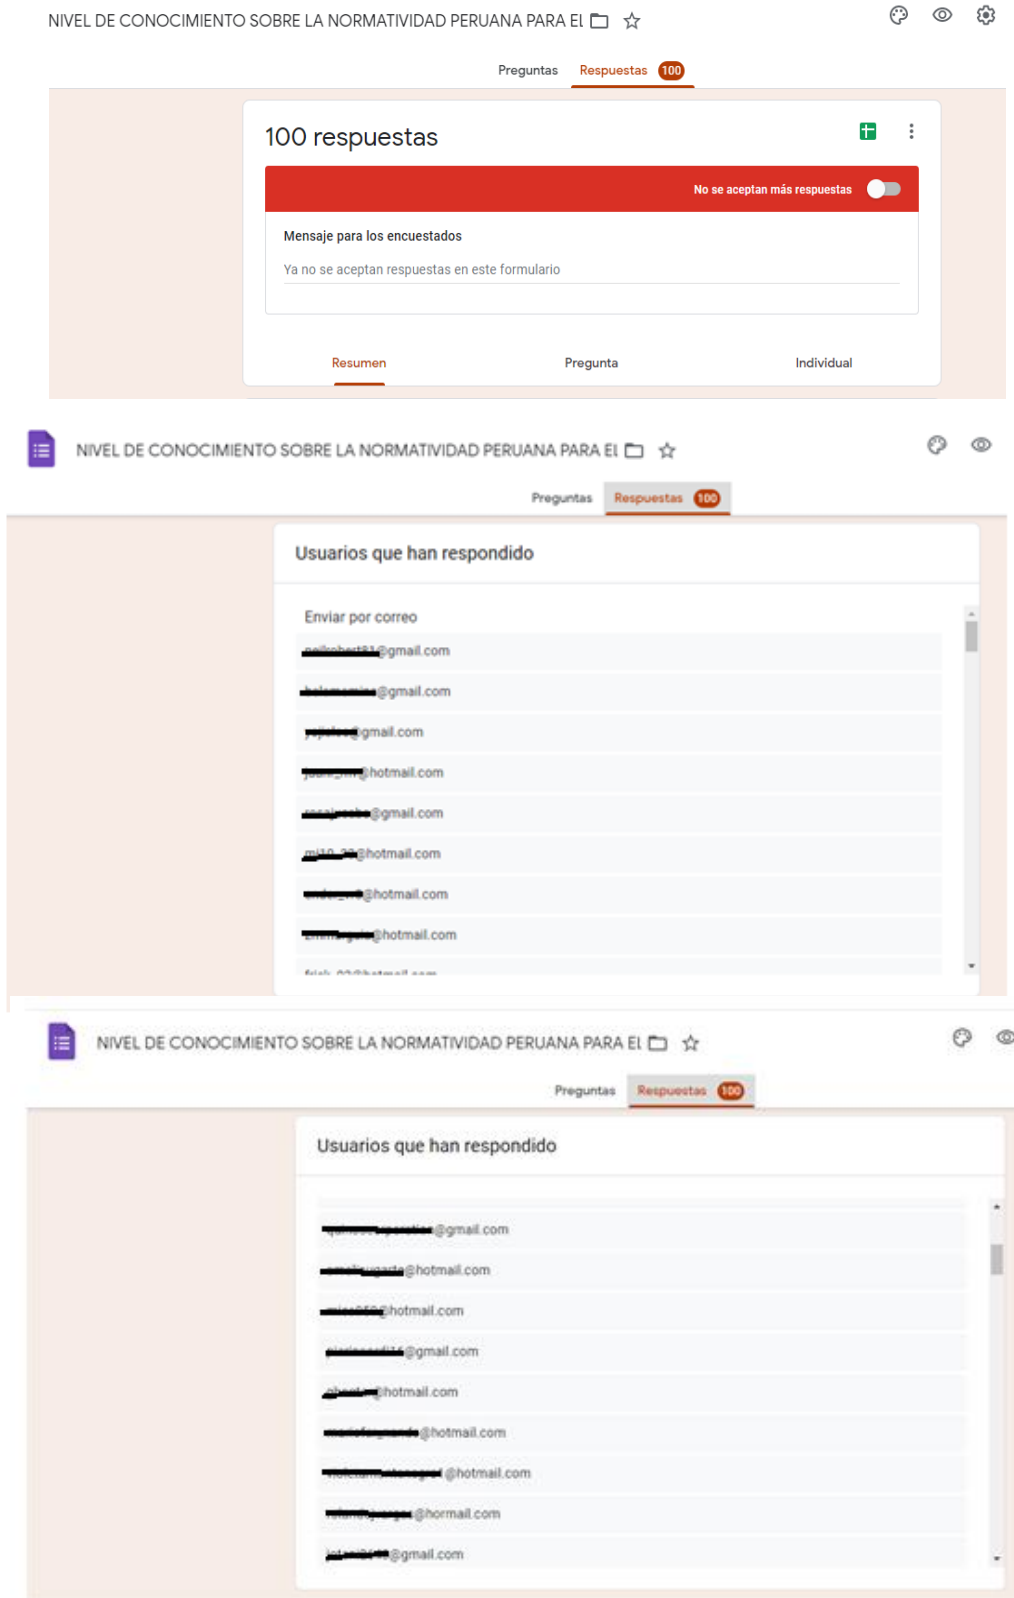 NIVEL DE CONOCIMIENTO SOBRE LA NORMATIVIDAD PERUANA PARA EL
Preguntas Respuestas 100
100 respuestas
No se aceptan más respuestas
Mensaje para los encuestados
Ya no se aceptan respuestas en este formulario
Resumen Pregunta Individual
NIVEL DE CONOCIMIENTO SOBRE LA NORMATIVIDAD PERUANA PARA EL
Preguntas Respuestas 100
Usuarios que han respondido
Enviar por correo
@gmail.com
@gmail.com
@gmail.com
@hotmail.com
@gmail.com
@hotmail.com
@hotmail.com
@hotmail.com
NIVEL DE CONOCIMIENTO SOBRE LA NORMATIVIDAD PERUANA PARA EL
Preguntas Respuestas 100
Usuarios que han respondido
@gmail.com
@hotmail.com
@hotmail.com
@gmail.com
@hotmail.com
@hotmail.com
@hotmail.com
@hormail.com
@gmail.com